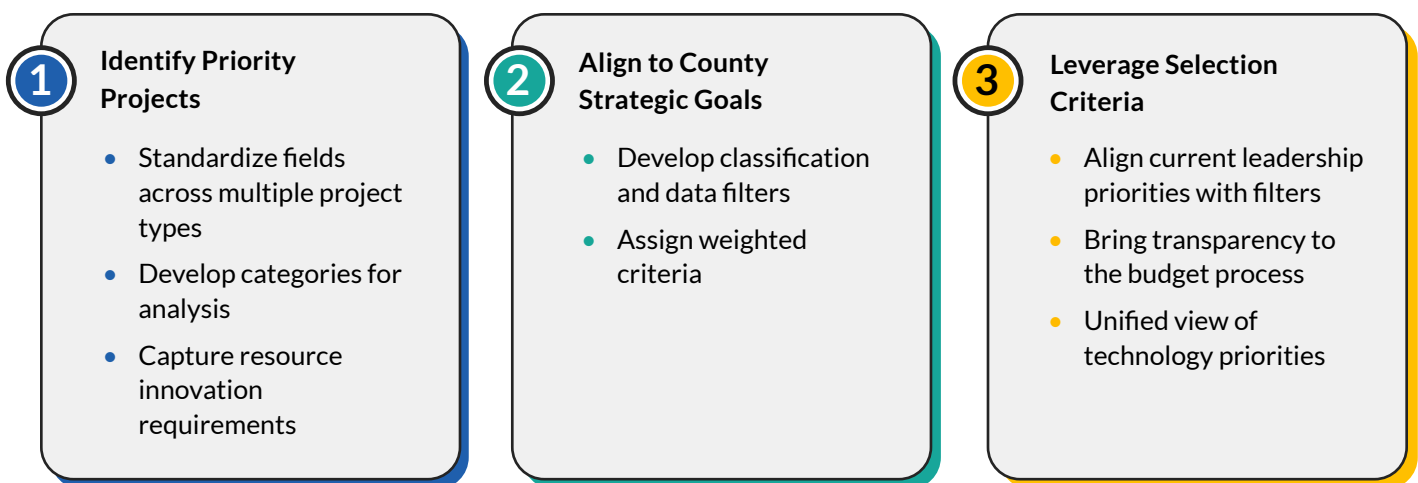 1
Identify Priority
Projects
• Standardize fields
across multiple project
types
• Develop categories for
analysis
• Capture resource
innovation
requirements
2
Align to County
Strategic Goals
• Develop classification
and data filters
• Assign weighted
criteria
3
Leverage Selection
Criteria
• Align current leadership
priorities with filters
• Bring transparency to
the budget process
• Unified view of
technology priorities